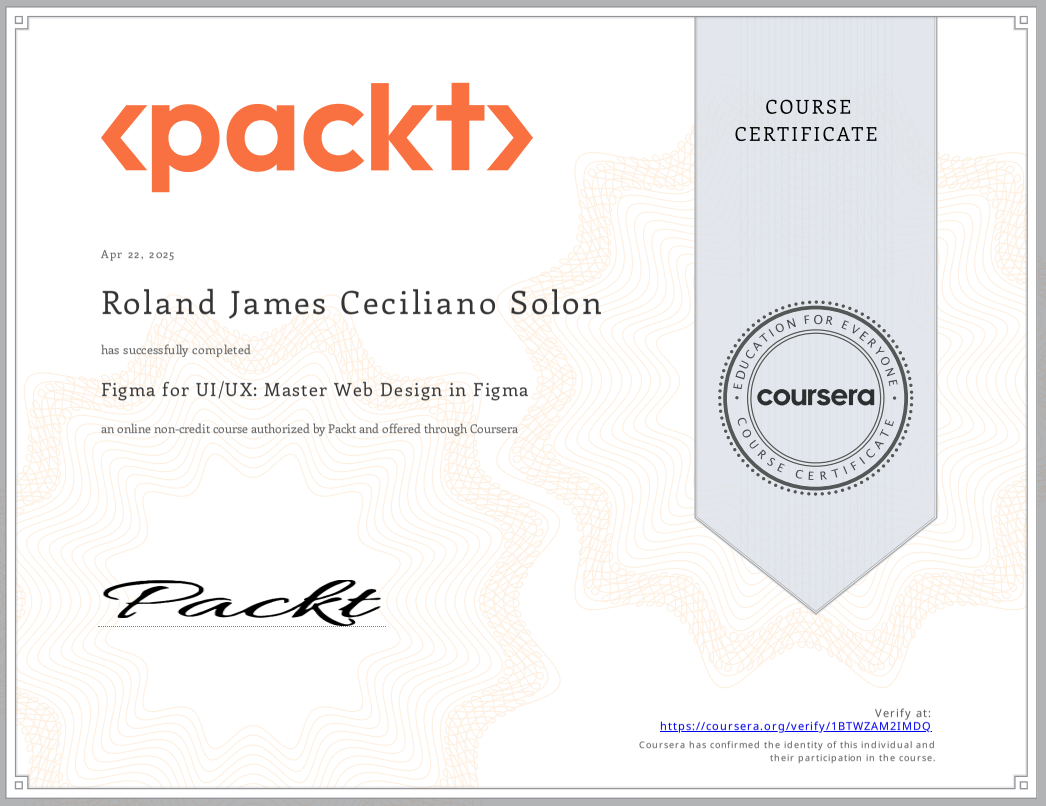 <packt>
COURSE
CERTIFICATE
Apr 22, 2025
Roland James Ceciliano Solon
has successfully completed
Figma for UI/UX: Master Web Design in Figma
an online non-credit course authorized by Packt and offered through Coursera
EDUCATION FOR EVERYONE
coursera
COURSE CERTIFICATE
Packt
Verify at:
https://coursera.org/verify/1BTWZAM2IMDQ
Coursera has confirmed the identity of this individual and
their participation in the course.